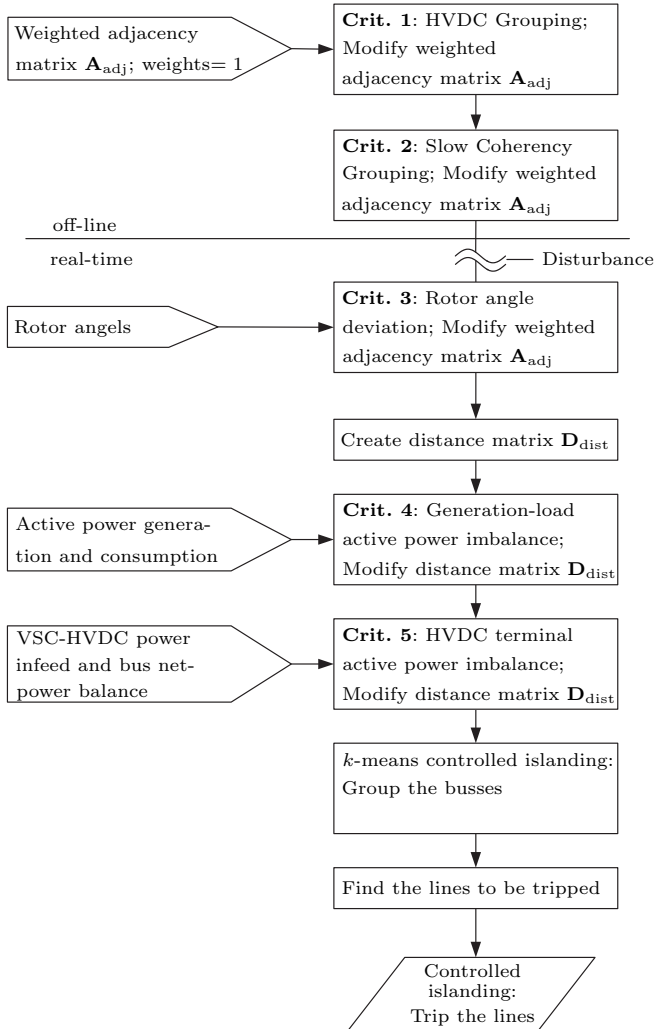 Weighted adjacency
matrix A_adj; weights= 1
Crit. 1: HVDC Grouping;
Modify weighted
adjacency matrix A_adj
Crit. 2: Slow Coherency
Grouping; Modify weighted
adjacency matrix A_adj
off-line
real-time
Disturbance
Rotor angels
Crit. 3: Rotor angle
deviation; Modify weighted
adjacency matrix A_adj
Create distance matrix D_dist
Active power genera-
tion and consumption
Crit. 4: Generation-load
active power imbalance;
Modify distance matrix D_dist
VSC-HVDC power
infeed and bus net-
power balance
Crit. 5: HVDC terminal
active power imbalance;
Modify distance matrix D_dist
k-means controlled islanding:
Group the busses
Find the lines to be tripped
Controlled
islanding:
Trip the lines